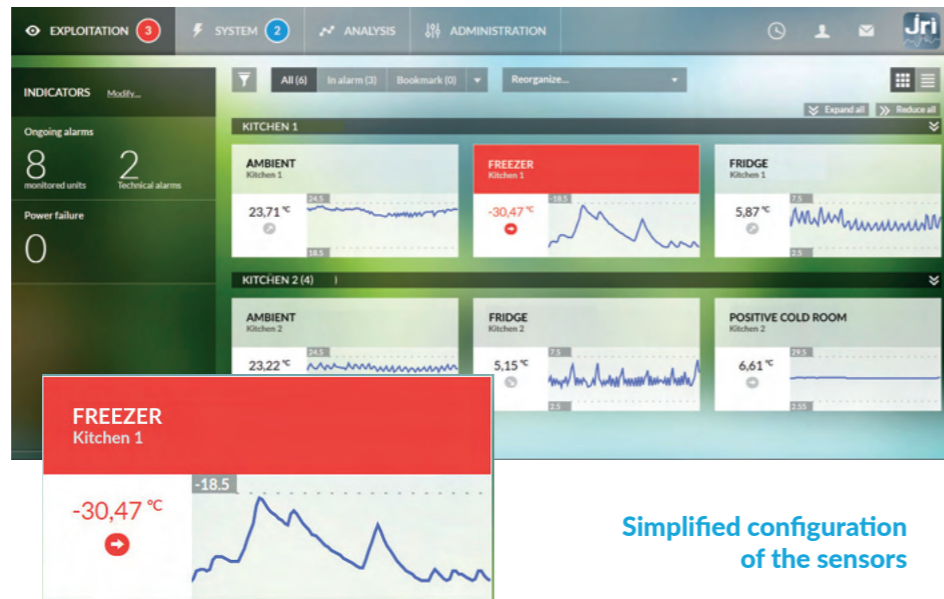 EXPLOITATION 3 SYSTEM 2 ANALYSIS ADMINISTRATION jri
INDICATORS Modify...
All (6) In alarm (3) Bookmark (0) Reorganize...
Expand all Reduce all
Ongoing alarms
8 2
monitored units Technical alarms
Power failure
0
KITCHEN 1
AMBIENT
Kitchen 1
23,71 °C
24.5
18.5
FREEZER
Kitchen 1
-30,47 °C
-18.5
FRIDGE
Kitchen 1
5,87 °C
7.5
2.5
KITCHEN 2 (4)
AMBIENT
Kitchen 2
23,22 °C
24.5
FRIDGE
Kitchen 2
5,15 °C
7.5
2.5
POSITIVE COLD ROOM
Kitchen 2
6,61 °C
29.5
2.55
FREEZER
Kitchen 1
-30,47 °C
-18.5
Simplified configuration
of the sensors